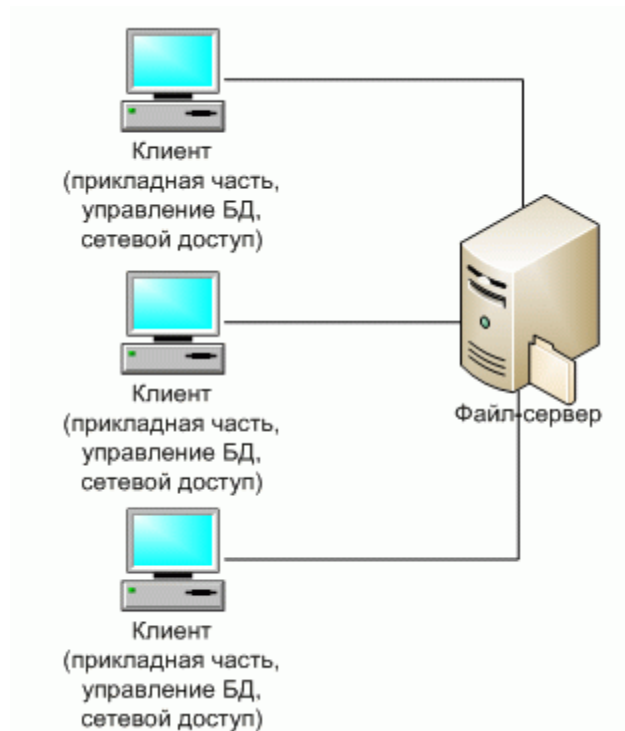 Клиент
(прикладная часть,
управление БД,
сетевой доступ)
Клиент
(прикладная часть,
управление БД,
сетевой доступ)
Файл-сервер
Клиент
(прикладная часть,
управление БД,
сетевой доступ)